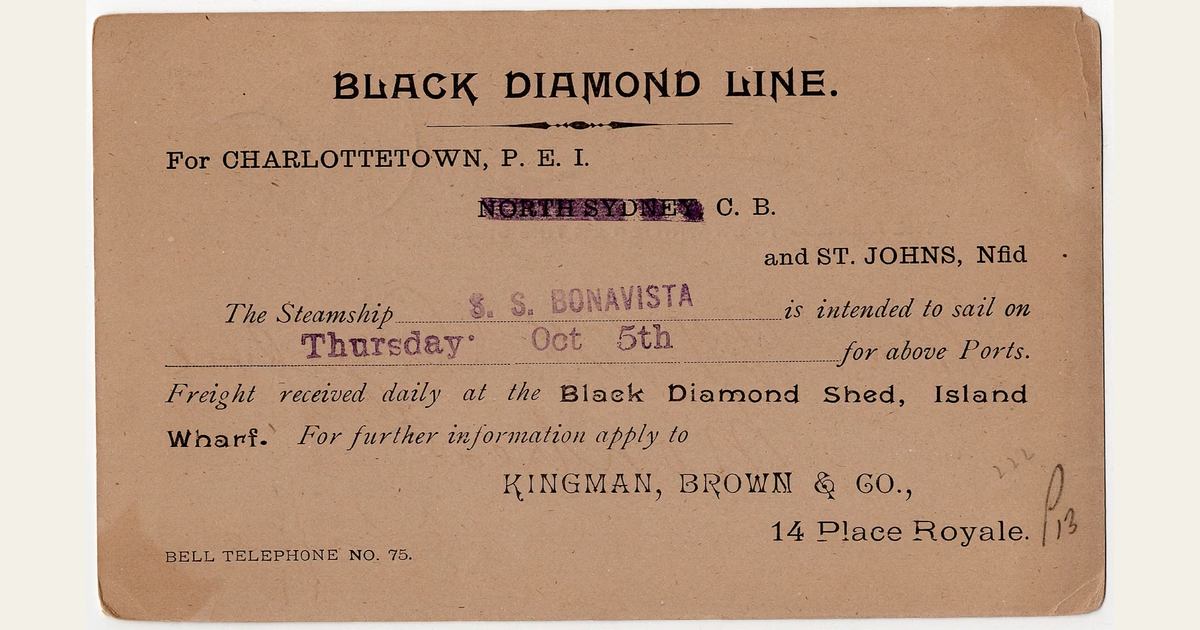 BLACK DIAMOND LINE.
For CHARLOTTETOWN, P. E. I.
NORTH SYDNEY, C. B.
and ST. JOHNS, Nfld
The Steamship S. S. BONAVISTA is intended to sail on
Thursday Oct 5th for above Ports.
Freight received daily at the Black Diamond Shed, Island
Wharf. For further information apply to
KINGMAN, BROWN & CO.,
14 Place Royale.
BELL TELEPHONE NO. 75.
222
P13